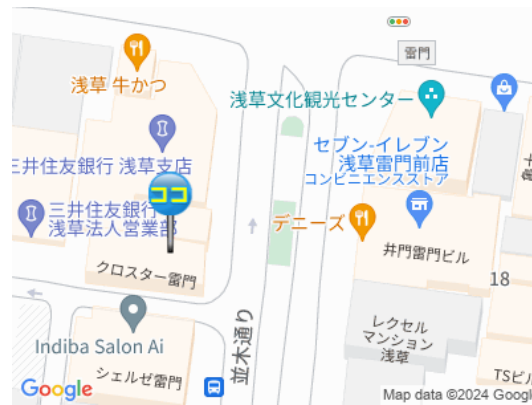 雷門
浅草 牛かつ
浅草文化観光センター
セブン-イレブン
浅草雷門前店
コンビニエンスストア
三井住友銀行 浅草支店
ココ
三井住友銀行
浅草法人営業部
デニーズ
井門雷門ビル
クロスター雷門
18
レクセル
マンション
浅草
並木通り
Indiba Salon Ai
シェルゼ雷門
TSビル
Google
Map data ©2024 Googl